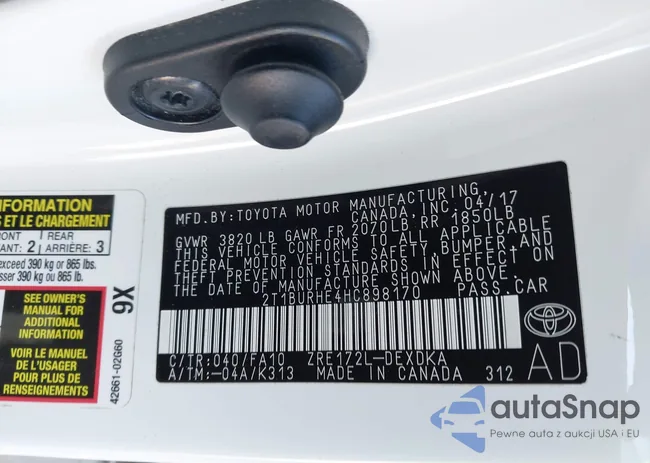 INFORMATION
ET LE CHARGEMENT
FRONT 1 REAR
ANT: 2 ARRIÈRE: 3
exceed 390 kg or 865 lbs.
sser 390 kg ou 865 lb.
SEE OWNER'S
MANUAL FOR
ADDITIONAL
INFORMATION
VOIR LE MANUEL
DE L'USAGER
POUR PLUS DE
RENSEIGNEMENTS
9X
42661-02G60
MFD.BY:TOYOTA MOTOR MANUFACTURING,
CANADA, INC. 04/17
GVWR 3820 LB GAWR FR 2070LB RR 1850LB
THIS VEHICLE CONFORMS TO ALL APPLICABLE
FEDERAL MOTOR VEHICLE SAFETY, BUMPER, AND
THEFT PREVENTION STANDARDS IN EFFECT ON
THE DATE OF MANUFACTURE SHOWN ABOVE.
2T1BURHE4HC898170 PASS.CAR
C/TR:040/FA10 ZRE172L-DEXDKA
A/TM:-04A/K313 MADE IN CANADA 312
AD
autaSnap
Pewne auta z aukcji USA i EU